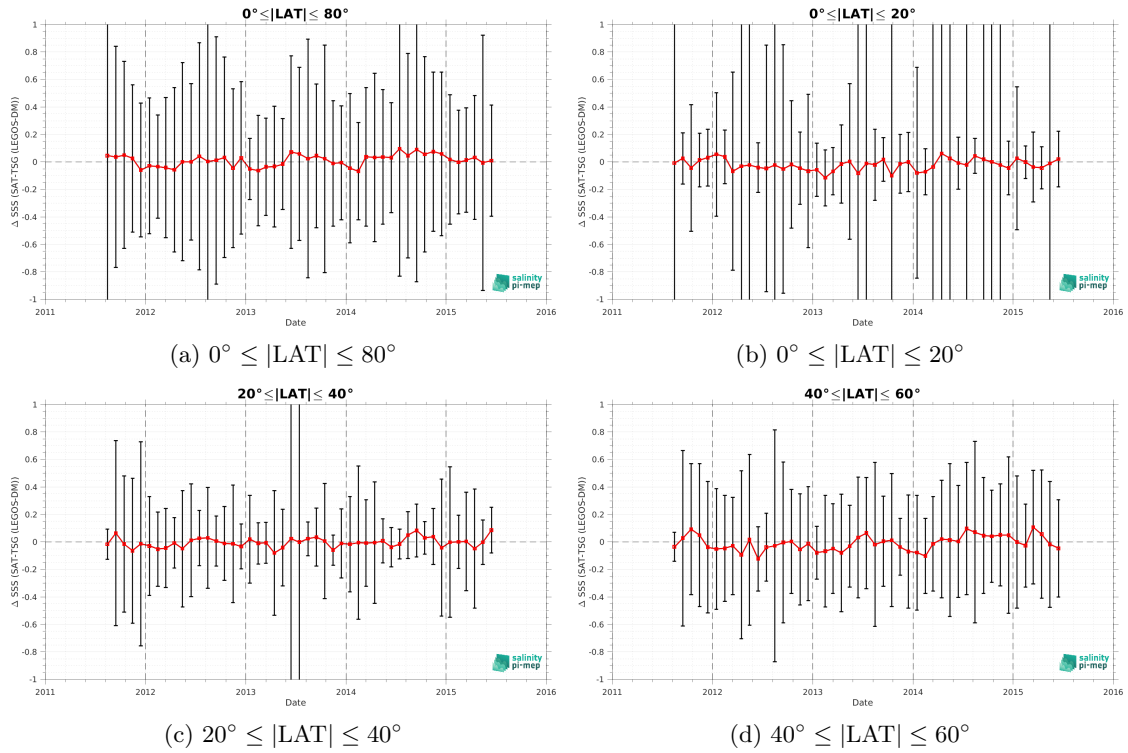 0°≤|LAT|≤ 80°
1
0.8
0.6
0.4
0.2
0
-0.2
-0.4
-0.6
-0.8
-1
Δ SSS (SAT-TSG (LEGOS-DM))
2011 2012 2013 2014 2015 2016
Date
salinity
pi-mep
(a) 0° ≤ |LAT| ≤ 80°
0°≤|LAT|≤ 20°
1
0.8
0.6
0.4
0.2
0
-0.2
-0.4
-0.6
-0.8
-1
Δ SSS (SAT-TSG (LEGOS-DM))
2011 2012 2013 2014 2015 2016
Date
salinity
pi-mep
(b) 0° ≤ |LAT| ≤ 20°
20°≤|LAT|≤ 40°
1
0.8
0.6
0.4
0.2
0
-0.2
-0.4
-0.6
-0.8
-1
Δ SSS (SAT-TSG (LEGOS-DM))
2011 2012 2013 2014 2015 2016
Date
salinity
pi-mep
(c) 20° ≤ |LAT| ≤ 40°
40°≤|LAT|≤ 60°
1
0.8
0.6
0.4
0.2
0
-0.2
-0.4
-0.6
-0.8
-1
Δ SSS (SAT-TSG (LEGOS-DM))
2011 2012 2013 2014 2015 2016
Date
salinity
pi-mep
(d) 40° ≤ |LAT| ≤ 60°